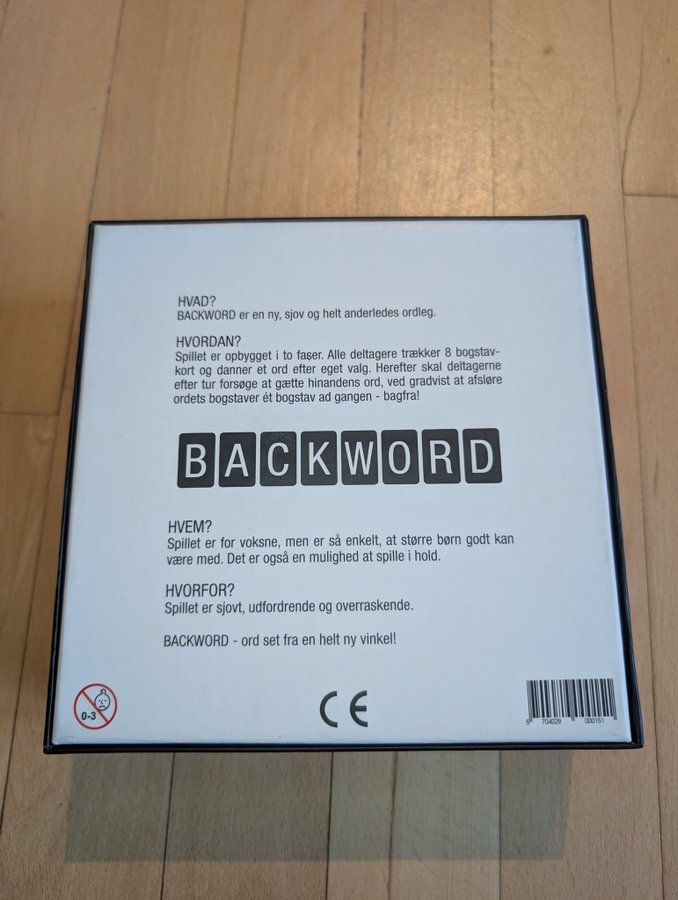 HVAD?
BACKWORD er en ny, sjov og helt anderledes ordleg.
HVORDAN?
Spillet er opbygget i to faser. Alle deltagere trækker 8 bogstav-
kort og danner et ord efter eget valg. Herefter skal deltagerne
efter tur forsøge at gætte hinandens ord, ved gradvist at afsløre
ordets bogstaver ét bogstav ad gangen - bagfra!
BACKWORD
HVEM?
Spillet er for voksne, men er så enkelt, at større børn godt kan
være med. Det er også en mulighed at spille i hold.
HVORFOR?
Spillet er sjovt, udfordrende og overraskende.
BACKWORD - ord set fra en helt ny vinkel!
0-3
CE
5 704029 000151